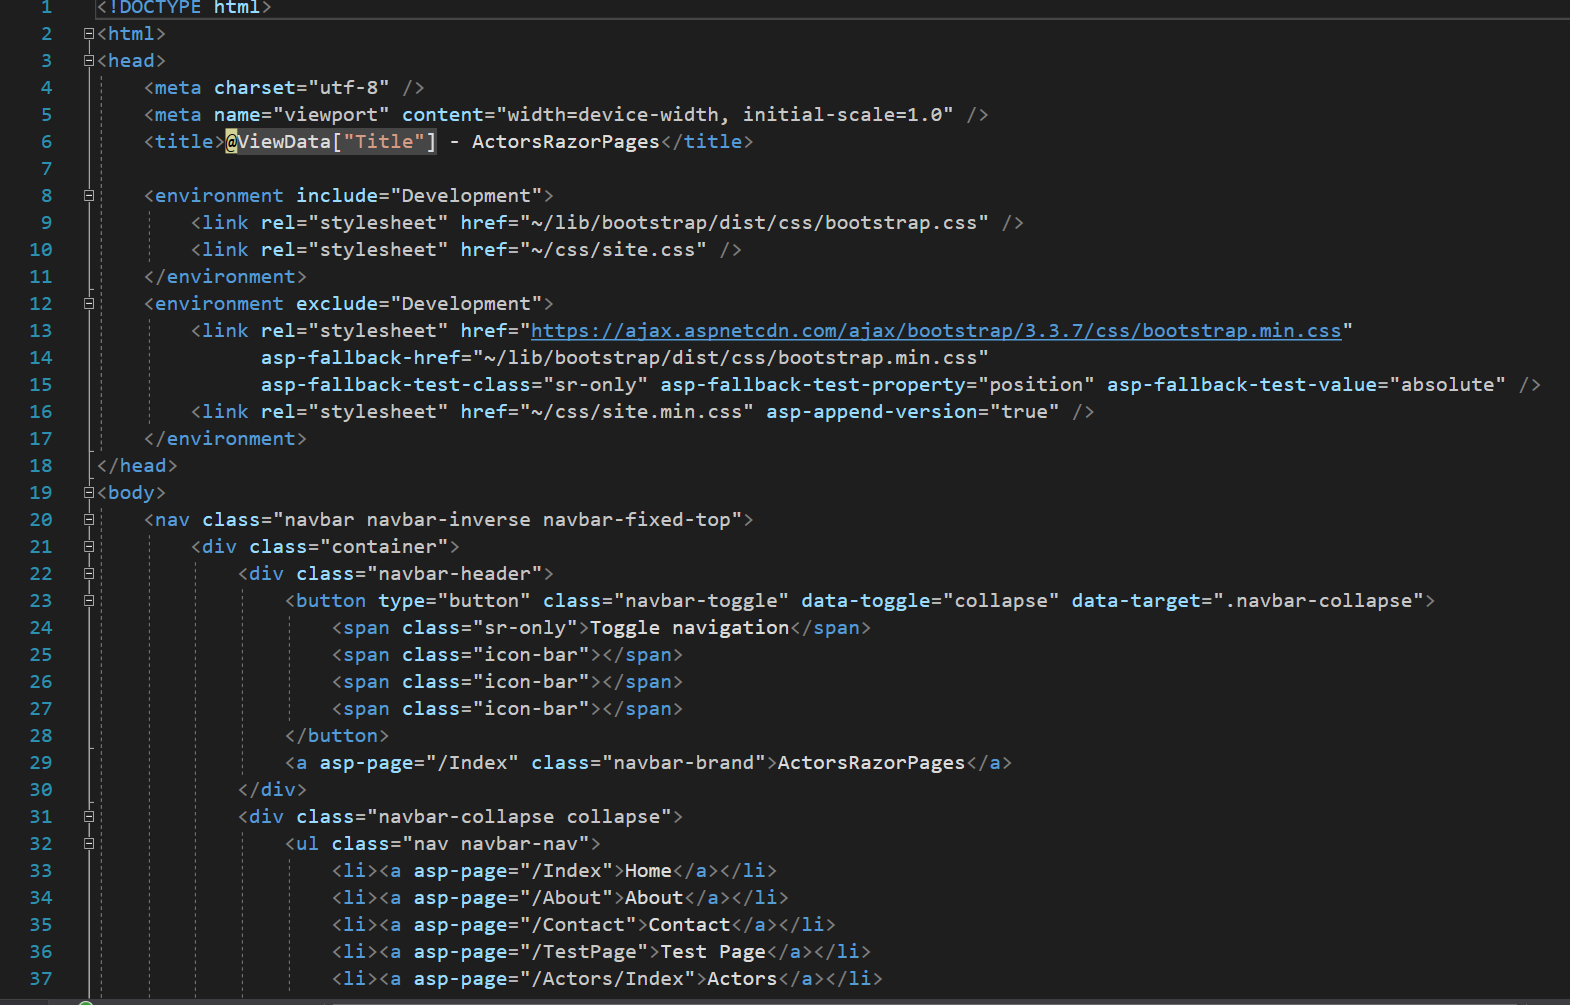 1 <!DOCTYPE html>
2 <html>
3 <head>
4 <meta charset="utf-8" />
5 <meta name="viewport" content="width=device-width, initial-scale=1.0" />
6 <title>@ViewData["Title"] - ActorsRazorPages</title>
7
8 <environment include="Development">
9 <link rel="stylesheet" href="~/lib/bootstrap/dist/css/bootstrap.css" />
10 <link rel="stylesheet" href="~/css/site.css" />
11 </environment>
12 <environment exclude="Development">
13 <link rel="stylesheet" href="https://ajax.aspnetcdn.com/ajax/bootstrap/3.3.7/css/bootstrap.min.css"
14 asp-fallback-href="~/lib/bootstrap/dist/css/bootstrap.min.css"
15 asp-fallback-test-class="sr-only" asp-fallback-test-property="position" asp-fallback-test-value="absolute" />
16 <link rel="stylesheet" href="~/css/site.min.css" asp-append-version="true" />
17 </environment>
18 </head>
19 <body>
20 <nav class="navbar navbar-inverse navbar-fixed-top">
21 <div class="container">
22 <div class="navbar-header">
23 <button type="button" class="navbar-toggle" data-toggle="collapse" data-target=".navbar-collapse">
24 <span class="sr-only">Toggle navigation</span>
25 <span class="icon-bar"></span>
26 <span class="icon-bar"></span>
27 <span class="icon-bar"></span>
28 </button>
29 <a asp-page="/Index" class="navbar-brand">ActorsRazorPages</a>
30 </div>
31 <div class="navbar-collapse collapse">
32 <ul class="nav navbar-nav">
33 <li><a asp-page="/Index">Home</a></li>
34 <li><a asp-page="/About">About</a></li>
35 <li><a asp-page="/Contact">Contact</a></li>
36 <li><a asp-page="/TestPage">Test Page</a></li>
37 <li><a asp-page="/Actors/Index">Actors</a></li>